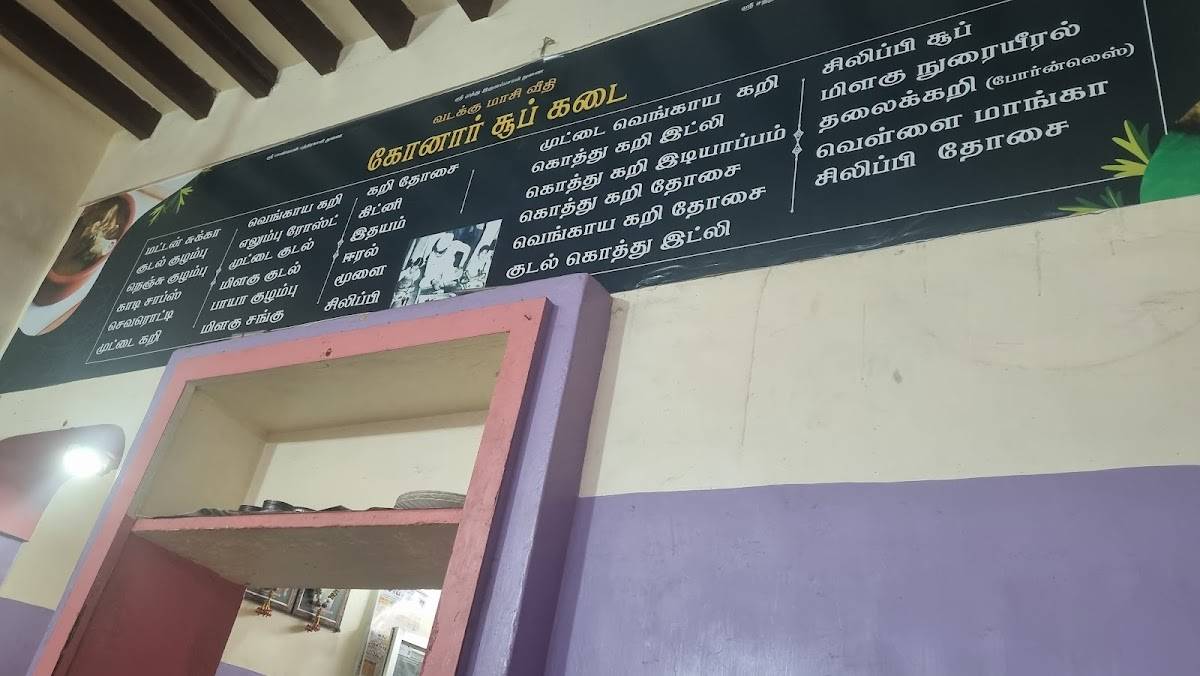 வடக்கு மாசி வீதி
கோனார் சூப் கடை
மட்டன் சுக்கா
குடல் குழம்பு
நெஞ்சு குழம்பு
காடி சாப்ஸ்
செவரொட்டி
முட்டை கறி
வெங்காய கறி
எலும்பு ரோஸ்ட்
முட்டை குடல்
மிளகு குடல்
பாயா குழம்பு
மிளகு சங்கு
கறி தோசை
கிட்னி
இதயம்
ஈரல்
மூளை
சிலிப்பி
முட்டை வெங்காய கறி
கொத்து கறி இட்லி
கொத்து கறி இடியாப்பம்
கொத்து கறி தோசை
வெங்காய கறி தோசை
குடல் கொத்து இட்லி
சிலிப்பி சூப்
மிளகு நுரையீரல்
தலைக்கறி (போர்ன்லெஸ்)
வெள்ளை மாங்கா
சிலிப்பி தோசை